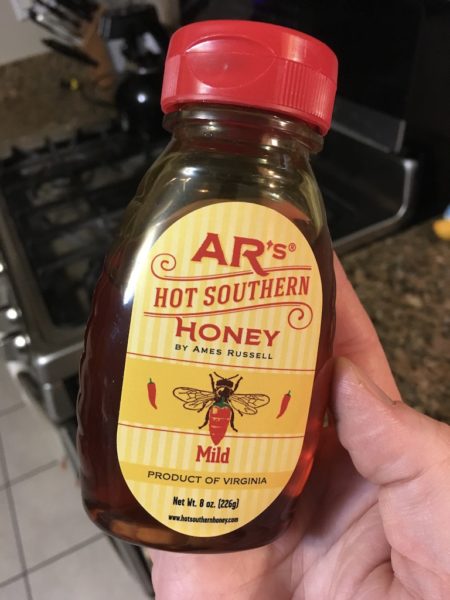 AR's®
HOT SOUTHERN
HONEY
BY AMES RUSSELL
Mild
PRODUCT OF VIRGINIA
Net Wt. 8 oz. (226g)
www.hotsouthernhoney.com